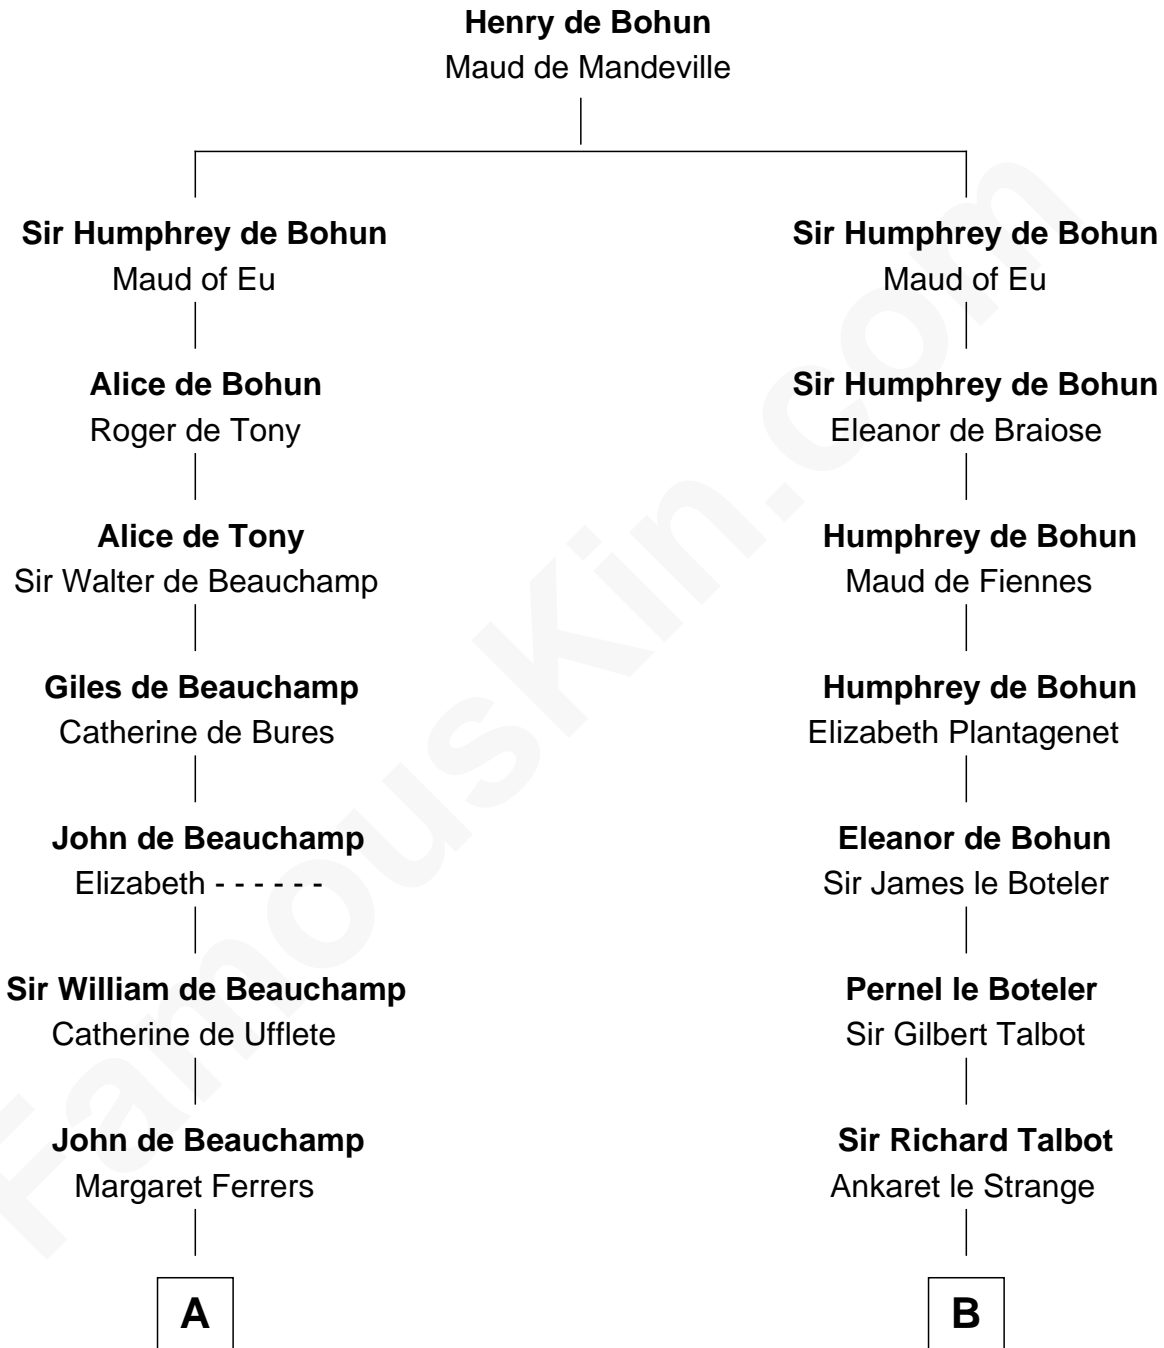 Henry de Bohun
Maud de Mandeville
Sir Humphrey de Bohun
Maud of Eu
Sir Humphrey de Bohun
Maud of Eu
Alice de Bohun
Roger de Tony
Sir Humphrey de Bohun
Eleanor de Braiose
Alice de Tony
Sir Walter de Beauchamp
Humphrey de Bohun
Maud de Fiennes
Giles de Beauchamp
Catherine de Bures
Humphrey de Bohun
Elizabeth Plantagenet
John de Beauchamp
Elizabeth - - - - - -
Eleanor de Bohun
Sir James le Boteler
Sir William de Beauchamp
Catherine de Ufflete
Pernel le Boteler
Sir Gilbert Talbot
John de Beauchamp
Margaret Ferrers
Sir Richard Talbot
Ankaret le Strange
A
B
FamousKin.com